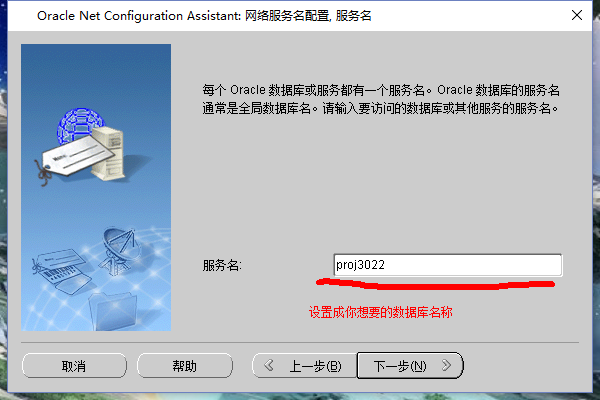 Oracle Net Configuration Assistant: 网络服务名配置, 服务名
每个 Oracle 数据库或服务都有一个服务名。Oracle 数据库的服务名
通常是全局数据库名。请输入要访问的数据库或其他服务的服务名。
服务名:
proj3022
设置成你想要的数据库名称
取消
帮助
上一步(B)
下一步(N)